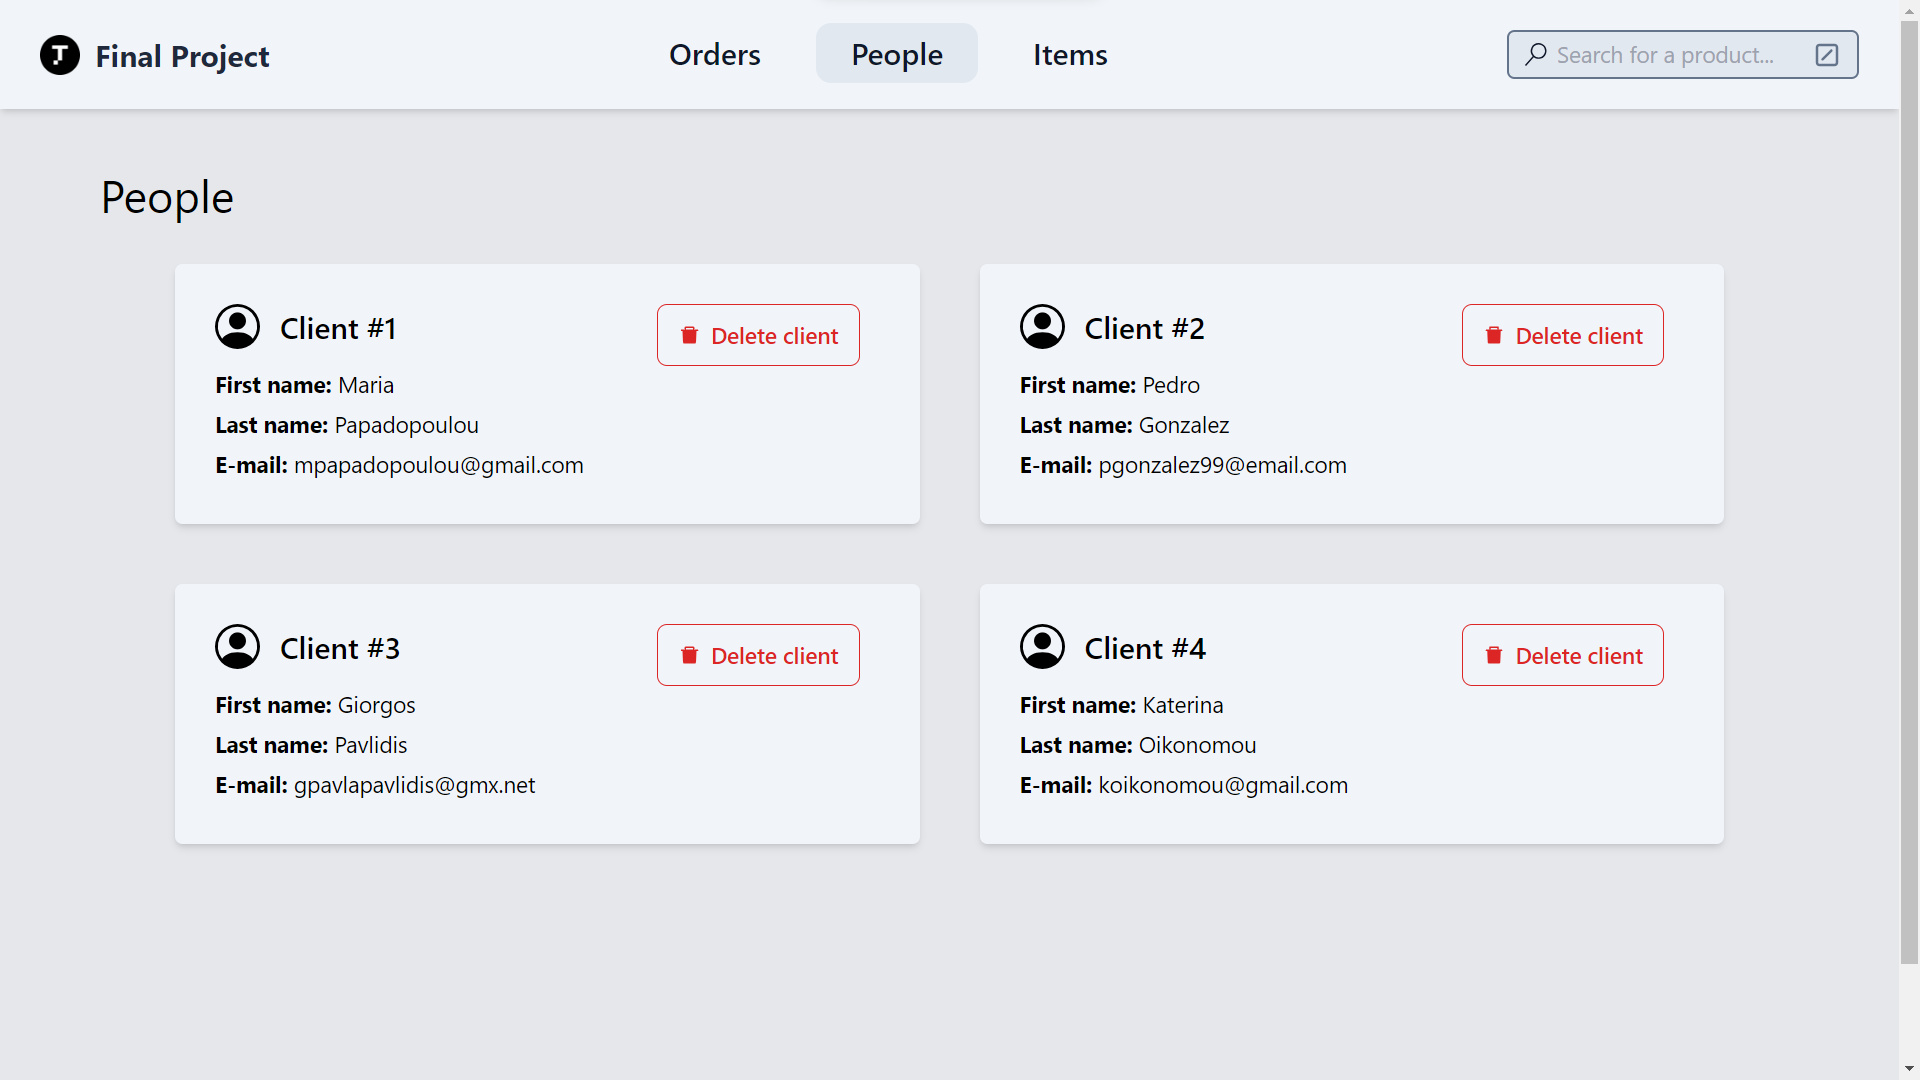 Final Project
Orders
People
Items
Search for a product...
People
Client #1
Delete client
First name: Maria
Last name: Papadopoulou
E-mail: mpapadopoulou@gmail.com
Client #2
Delete client
First name: Pedro
Last name: Gonzalez
E-mail: pgonzalez99@email.com
Client #3
Delete client
First name: Giorgos
Last name: Pavlidis
E-mail: gpavlapavlidis@gmx.net
Client #4
Delete client
First name: Katerina
Last name: Oikonomou
E-mail: koikonomou@gmail.com